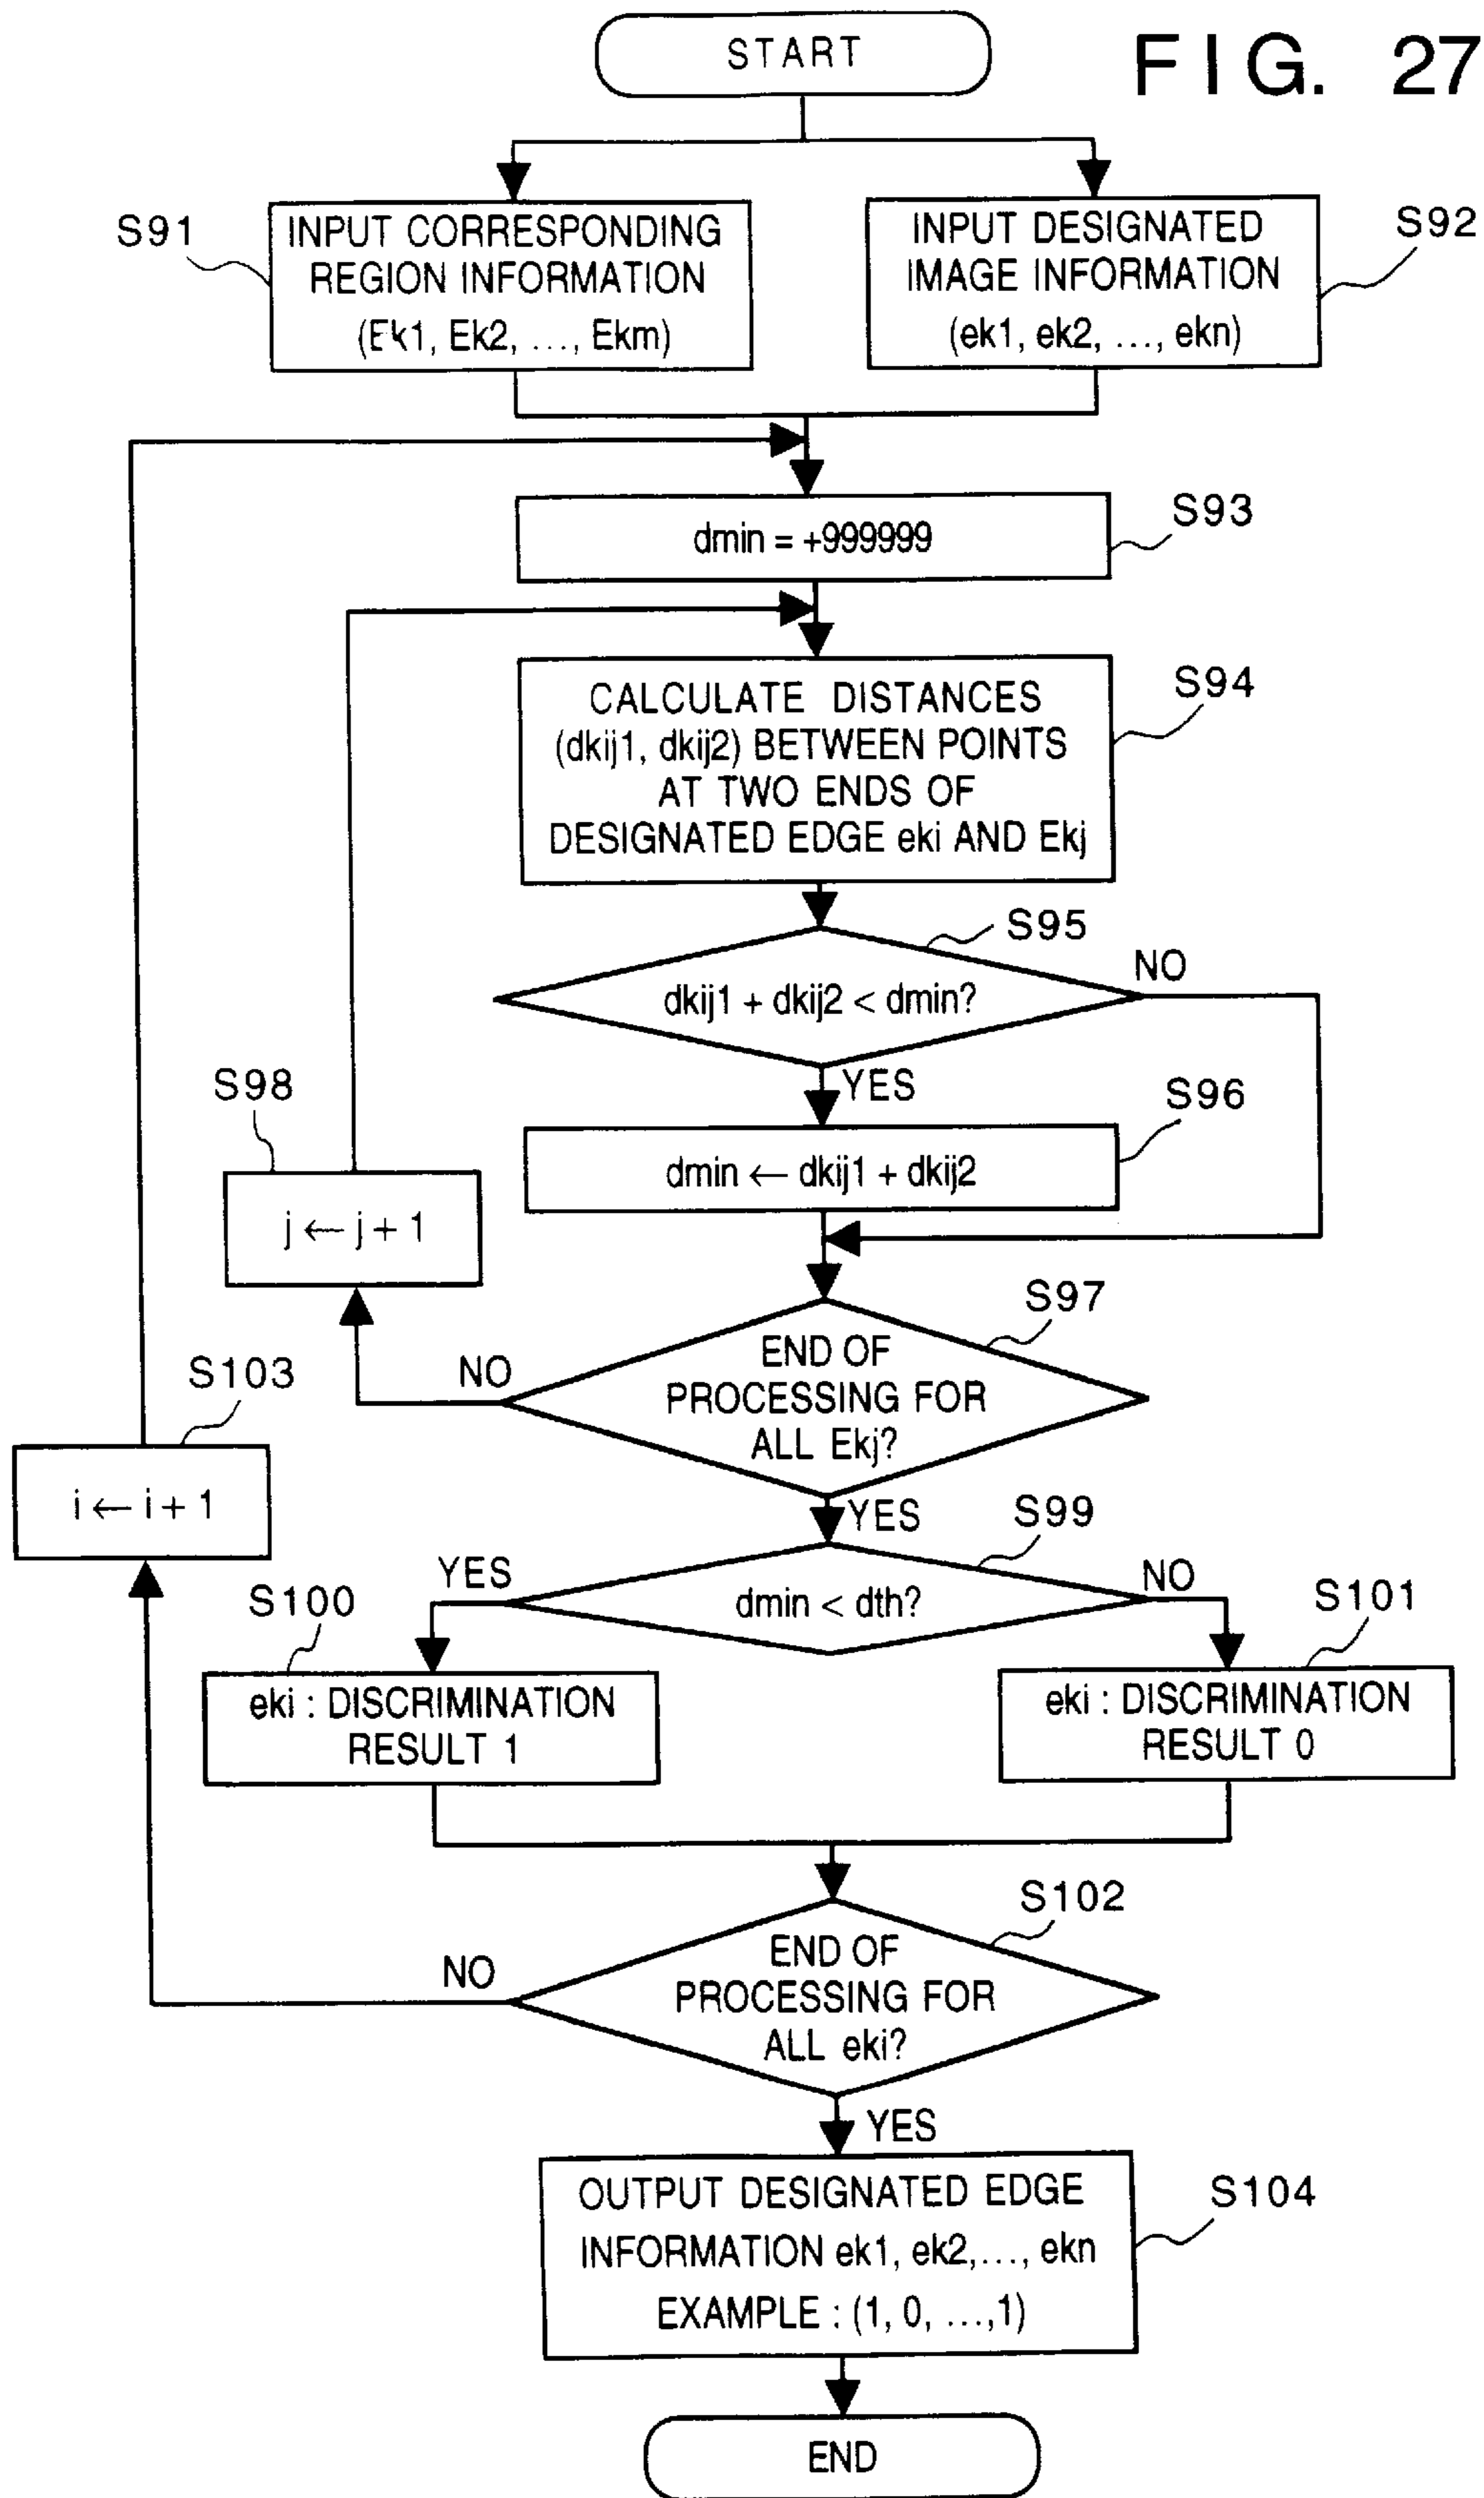 FIG. 27
START
S91
INPUT CORRESPONDING
REGION INFORMATION
(Ek1, Ek2, ..., Ekm)
S92
INPUT DESIGNATED
IMAGE INFORMATION
(ek1, ek2, ..., ekn)
S93
dmin = +999999
S94
CALCULATE DISTANCES
(dkij1, dkij2) BETWEEN POINTS
AT TWO ENDS OF
DESIGNATED EDGE eki AND Ekj
S95
NO
dkij1 + dkij2 < dmin?
YES
S96
dmin ← dkij1 + dkij2
S98
j ← j + 1
S97
NO
END OF
PROCESSING FOR
ALL Ekj?
YES
S103
i ← i + 1
S99
YES
dmin < dth?
NO
S100
eki : DISCRIMINATION
RESULT 1
S101
eki : DISCRIMINATION
RESULT 0
S102
NO
END OF
PROCESSING FOR
ALL eki?
YES
S104
OUTPUT DESIGNATED EDGE
INFORMATION ek1, ek2,..., ekn
EXAMPLE : (1, 0, ...,1)
END